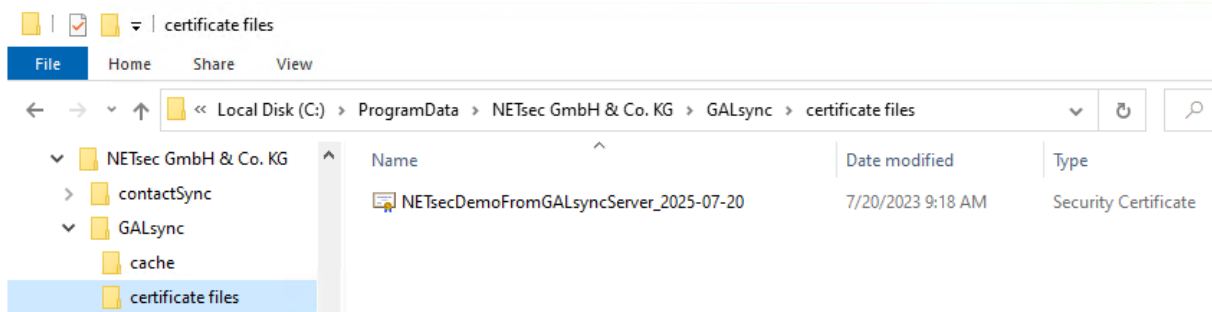 certificate files
File Home Share View
« Local Disk (C:) › ProgramData › NETsec GmbH & Co. KG › GALsync › certificate files
NETsec GmbH & Co. KG
contactSync
GALsync
cache
certificate files
Name Date modified Type
NETsecDemoFromGALsyncServer_2025-07-20 7/20/2023 9:18 AM Security Certificate